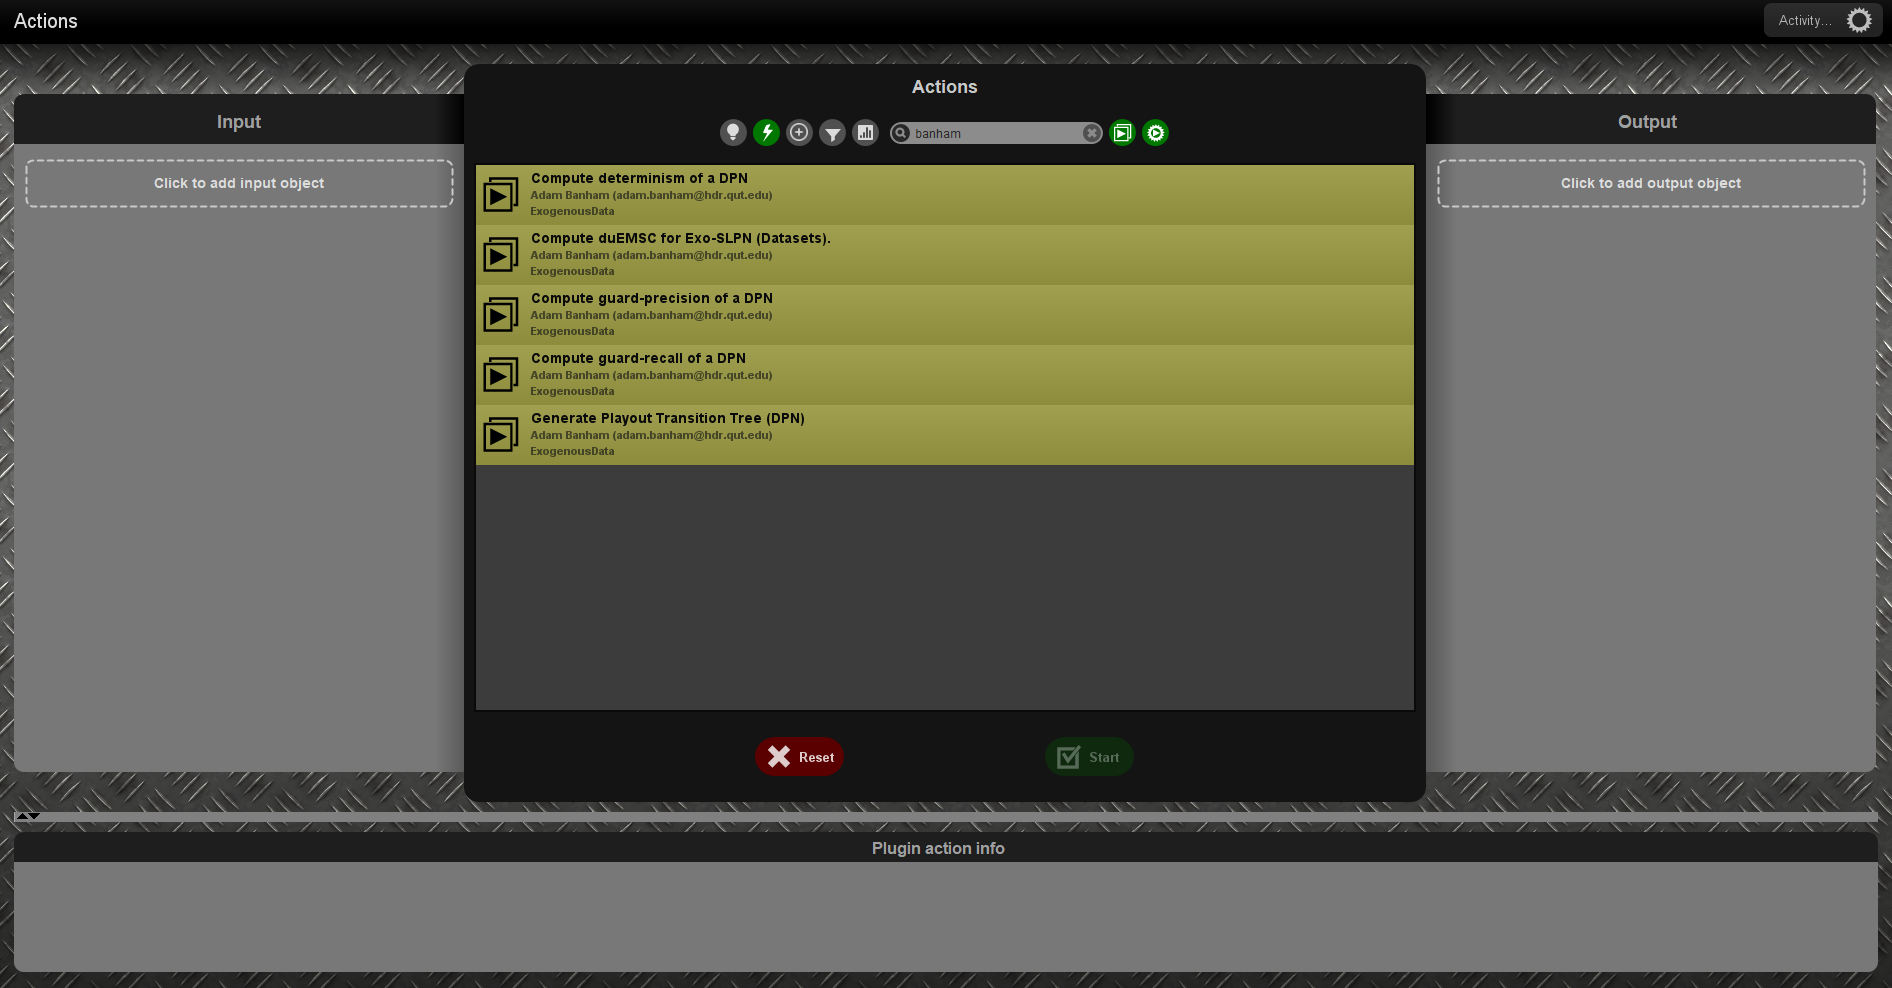 Actions
Activity...
Actions
Input
Output
banham
Click to add input object
Click to add output object
Compute determinism of a DPN
Adam Banham (adam.banham@hdr.qut.edu)
ExogenousData
Compute duEMSC for Exo-SLPN (Datasets).
Adam Banham (adam.banham@hdr.qut.edu)
ExogenousData
Compute guard-precision of a DPN
Adam Banham (adam.banham@hdr.qut.edu)
ExogenousData
Compute guard-recall of a DPN
Adam Banham (adam.banham@hdr.qut.edu)
ExogenousData
Generate Playout Transition Tree (DPN)
Adam Banham (adam.banham@hdr.qut.edu)
ExogenousData
Reset
Start
Plugin action info